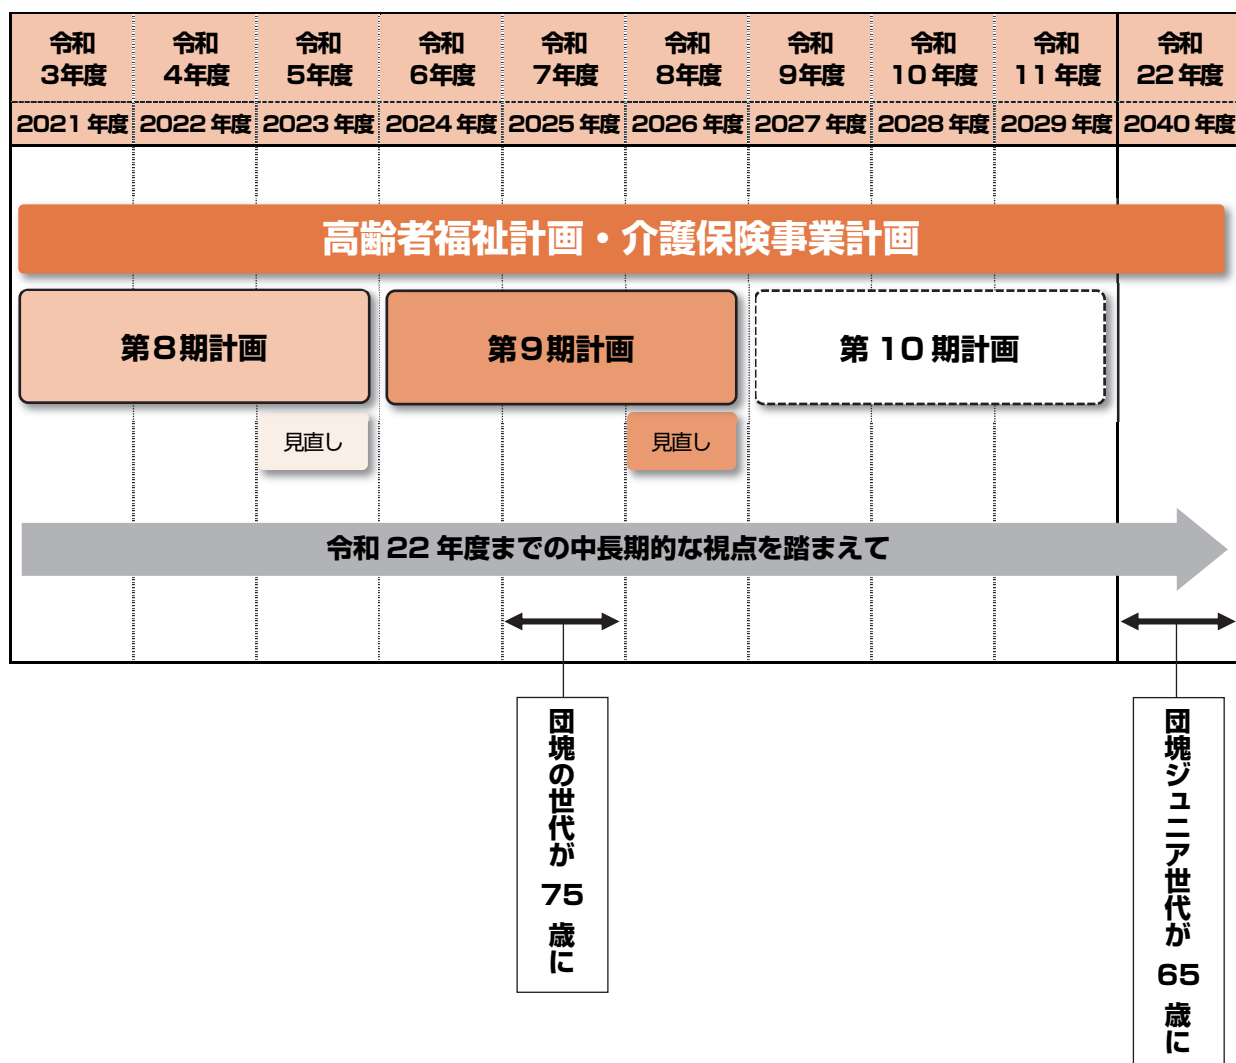 令和 令和 令和 令和 令和 令和 令和 令和 令和 令和
3年度 4年度 5年度 6年度 7年度 8年度 9年度 10年度 11年度 22年度
2021年度 2022年度 2023年度 2024年度 2025年度 2026年度 2027年度 2028年度 2029年度 2040年度
高齢者福祉計画・介護保険事業計画
第8期計画 第9期計画 第10期計画
見直し 見直し
令和22年度までの中長期的な視点を踏まえて
団塊の世代が75歳に
団塊ジュニア世代が65歳に